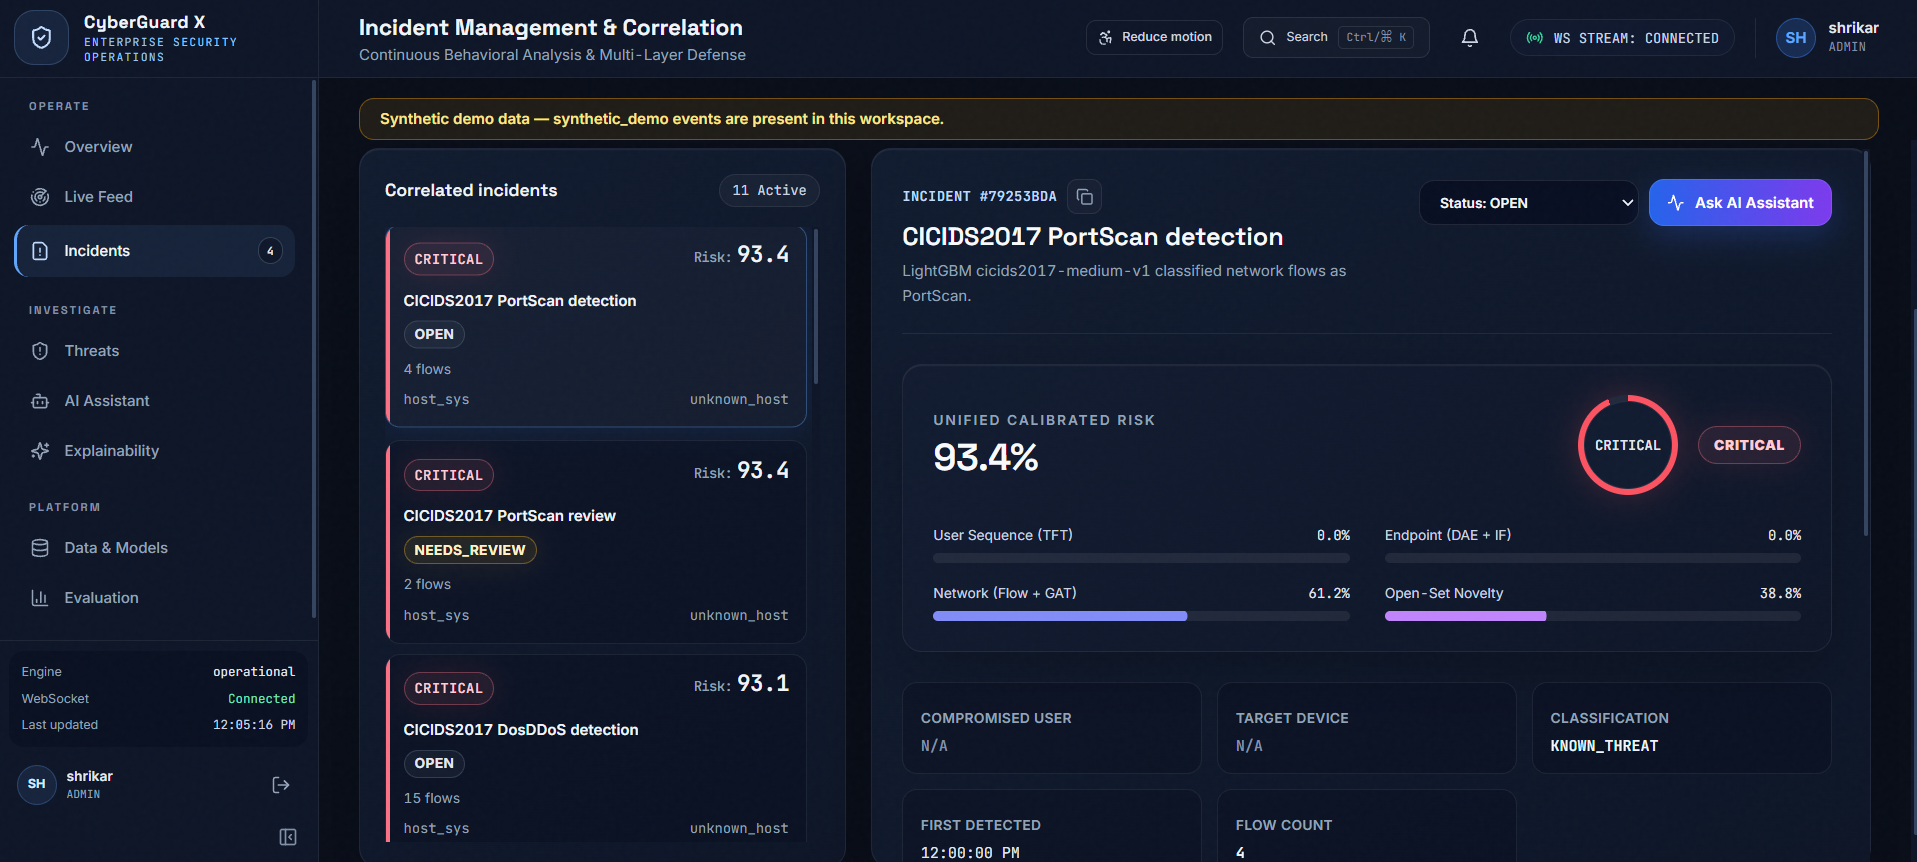 CyberGuard X
ENTERPRISE SECURITY
OPERATIONS
OPERATE
Overview
Live Feed
Incidents
4
INVESTIGATE
Threats
AI Assistant
Explainability
PLATFORM
Data & Models
Evaluation
Engine operational
WebSocket Connected
Last updated 12:05:16 PM
SH
shrikar
ADMIN
Incident Management & Correlation
Continuous Behavioral Analysis & Multi-Layer Defense
Reduce motion
Search Ctrl/⌘ K
WS STREAM: CONNECTED
SH
shrikar
ADMIN
Synthetic demo data — synthetic_demo events are present in this workspace.
Correlated incidents
11 Active
CRITICAL
Risk: 93.4
CICIDS2017 PortScan detection
OPEN
4 flows
host_sys unknown_host
CRITICAL
Risk: 93.4
CICIDS2017 PortScan review
NEEDS_REVIEW
2 flows
host_sys unknown_host
CRITICAL
Risk: 93.1
CICIDS2017 DosDDoS detection
OPEN
15 flows
host_sys unknown_host
INCIDENT #79253BDA
CICIDS2017 PortScan detection
LightGBM cicids2017-medium-v1 classified network flows as
PortScan.
Status: OPEN
Ask AI Assistant
UNIFIED CALIBRATED RISK
93.4%
CRITICAL
CRITICAL
User Sequence (TFT) 0.0%
Endpoint (DAE + IF) 0.0%
Network (Flow + GAT) 61.2%
Open-Set Novelty 38.8%
COMPROMISED USER
N/A
TARGET DEVICE
N/A
CLASSIFICATION
KNOWN_THREAT
FIRST DETECTED
12:00:00 PM
FLOW COUNT
4